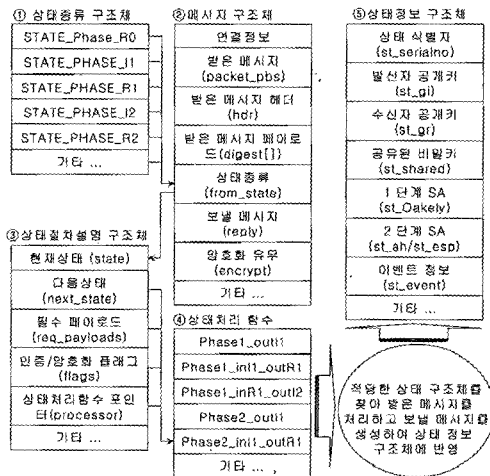 ① 상태종류 구조체
STATE_Phase_R0
STATE_PHASE_I1
STATE_PHASE_R1
STATE_PHASE_I2
STATE_PHASE_R2
기타 ...
② 메시지 구조체
연결정보
받은 메시지
(packet_pbs)
받은 메시지 헤더
(hdr)
받은 메시지 페이로
드(digest[])
상태종류
(from_state)
보낼 메시지
(reply)
암호화 유무
(encrypt)
기타 ...
③ 상태절차설명 구조체
현재상태 (state)
다음상태
(next_state)
필수 페이로드
(req_payloads)
인증/암호화 플래그
(flags)
상태처리함수 포인
터(processor)
기타 ...
④ 상태처리 함수
Phase1_outI1
Phase1_inI1_outR1
Phase1_inR1_outI2
Phase2_outI1
Phase2_inI1_outR1
기타 ...
⑤ 상태정보 구조체
상태 식별자
(st_serialno)
발신자 공개키
(st_gi)
수신자 공개키
(st_gr)
공유된 비밀키
(st_shared)
1 단계 SA
(st_Oakely)
2 단계 SA
(st_ah/st_esp)
이벤트 정보
(st_event)
기타 ...
적당한 상태 구조체를
찾아 받은 메시지를
처리하고 보낼 메시지를
생성하여 상태 정보
구조체에 반영